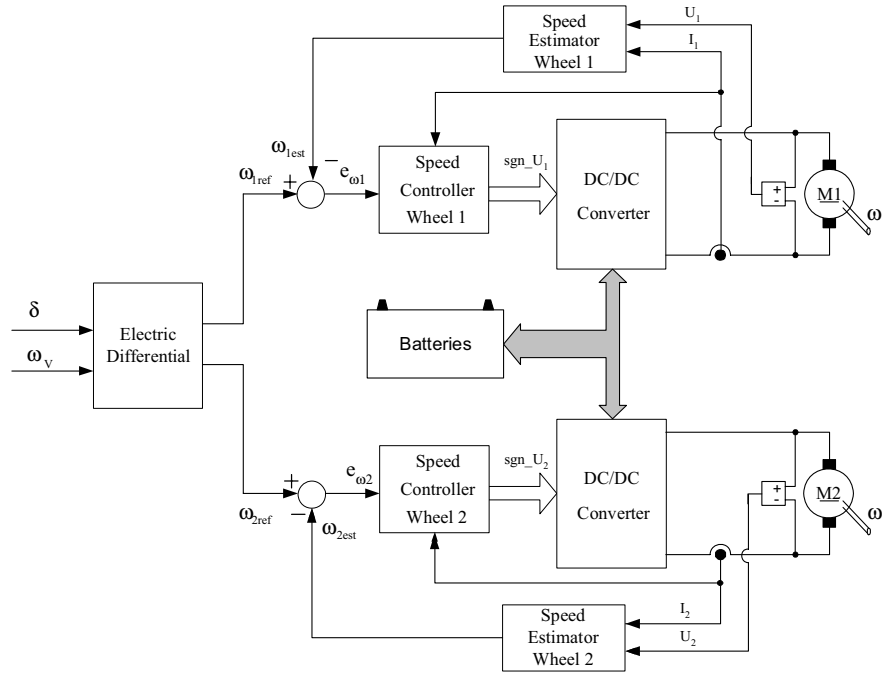 Speed
Estimator
Wheel 1
U1
I1
ω1est
−
ω1ref
+
eω1
Speed
Controller
Wheel 1
sgn_U1
DC/DC
Converter
+
-
M1
ω
δ
ωV
Electric
Differential
Batteries
ω2ref
+
−
eω2
ω2est
Speed
Controller
Wheel 2
sgn_U2
DC/DC
Converter
+
-
M2
ω
Speed
Estimator
Wheel 2
I2
U2